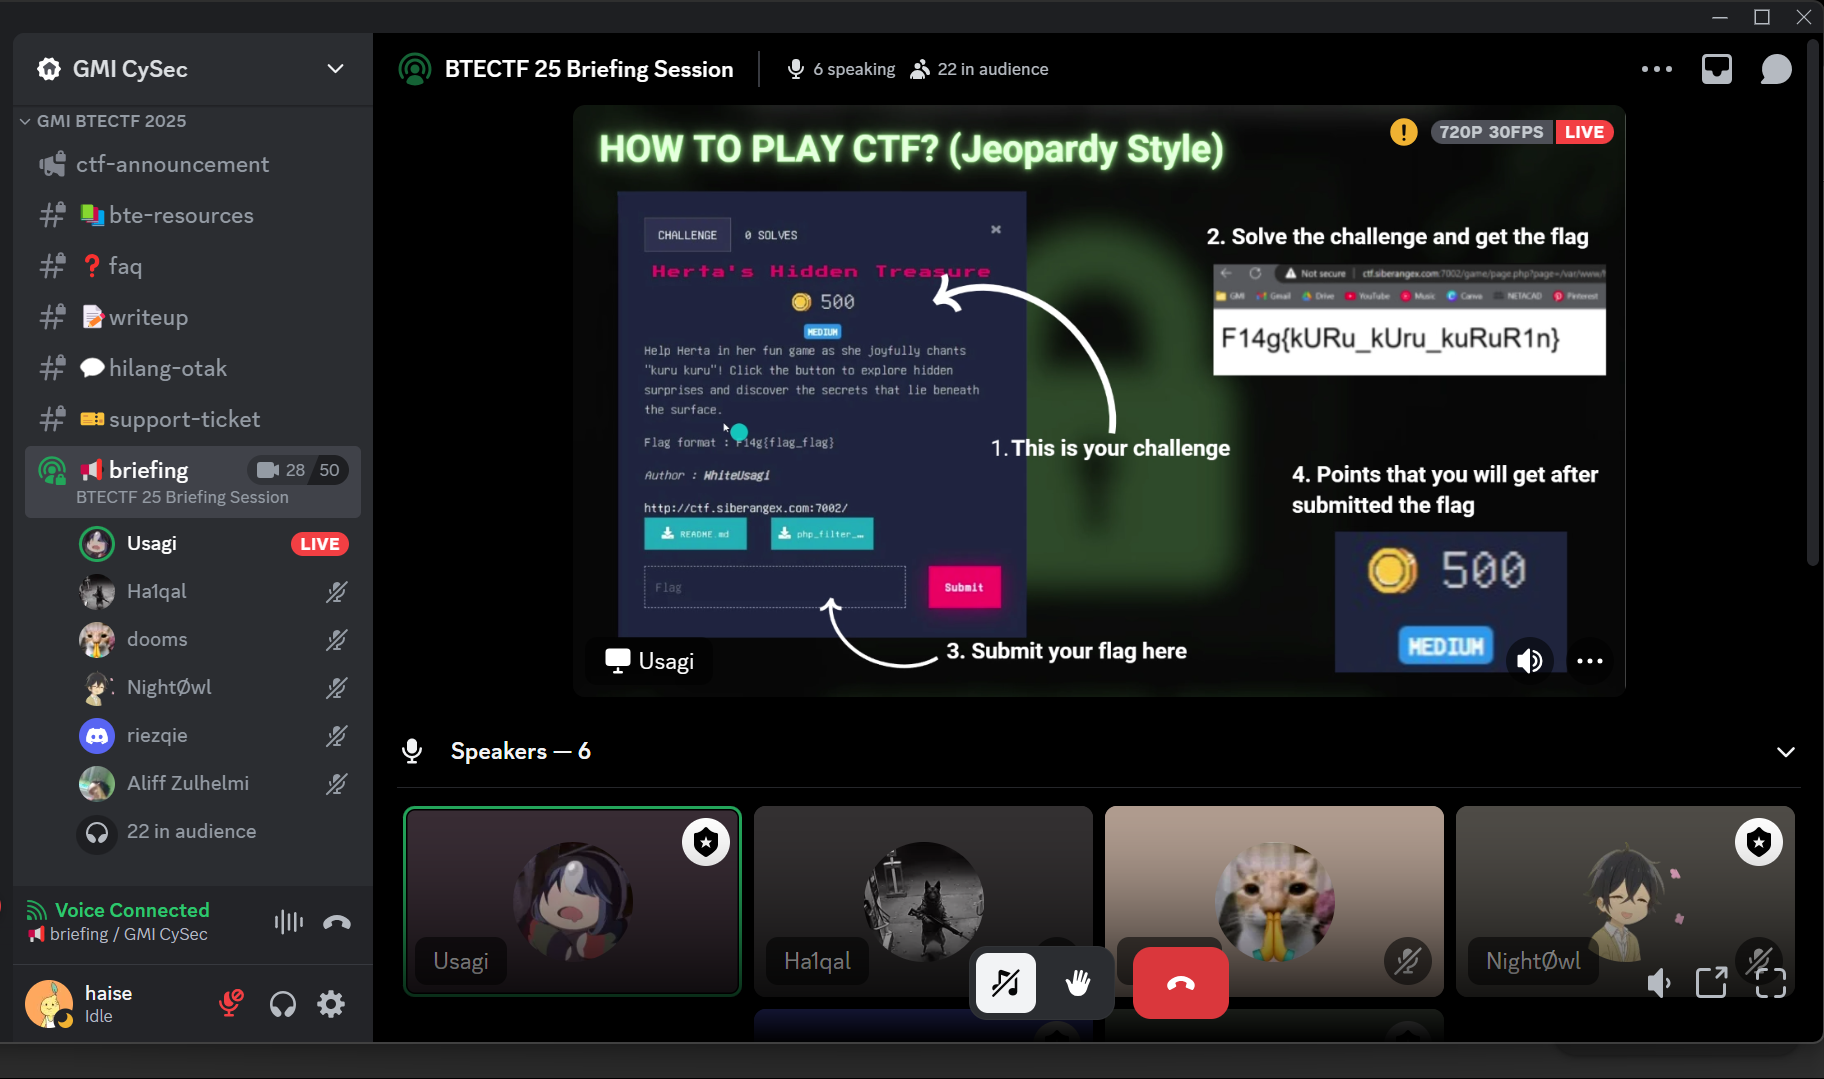 GMI CySec
GMI BTECTF 2025
ctf-announcement
bte-resources
faq
writeup
hilang-otak
support-ticket
briefing
28 50
BTECTF 25 Briefing Session
Usagi
LIVE
Ha1qal
dooms
NightØwl
riezqie
Aliff Zulhelmi
22 in audience
Voice Connected
briefing / GMI CySec
haise
Idle
BTECTF 25 Briefing Session
6 speaking
22 in audience
HOW TO PLAY CTF? (Jeopardy Style)
720P 30FPS
LIVE
CHALLENGE
0 SOLVES
Herta's Hidden Treasure
500
MEDIUM
Help Herta in her fun game as she joyfully chants
"kuru kuru"! Click the button to explore hidden
surprises and discover the secrets that lie beneath
the surface.
Flag format : F14g{flag_flag}
Author : WhiteUsagi
http://ctf.siberangex.com:7002/
README.md
php_filter_…
Flag
Submit
1.This is your challenge
2. Solve the challenge and get the flag
Not secure
ctf.siberangex.com:7002/game/page.php?page=/var/www/
GMI
Gmail
Drive
YouTube
Music
Canva
NETACAD
Pinterest
F14g{kURu_kUru_kuRuR1n}
3. Submit your flag here
4. Points that you will get after
submitted the flag
500
MEDIUM
Usagi
Speakers — 6
Usagi
Ha1qal
NightØwl